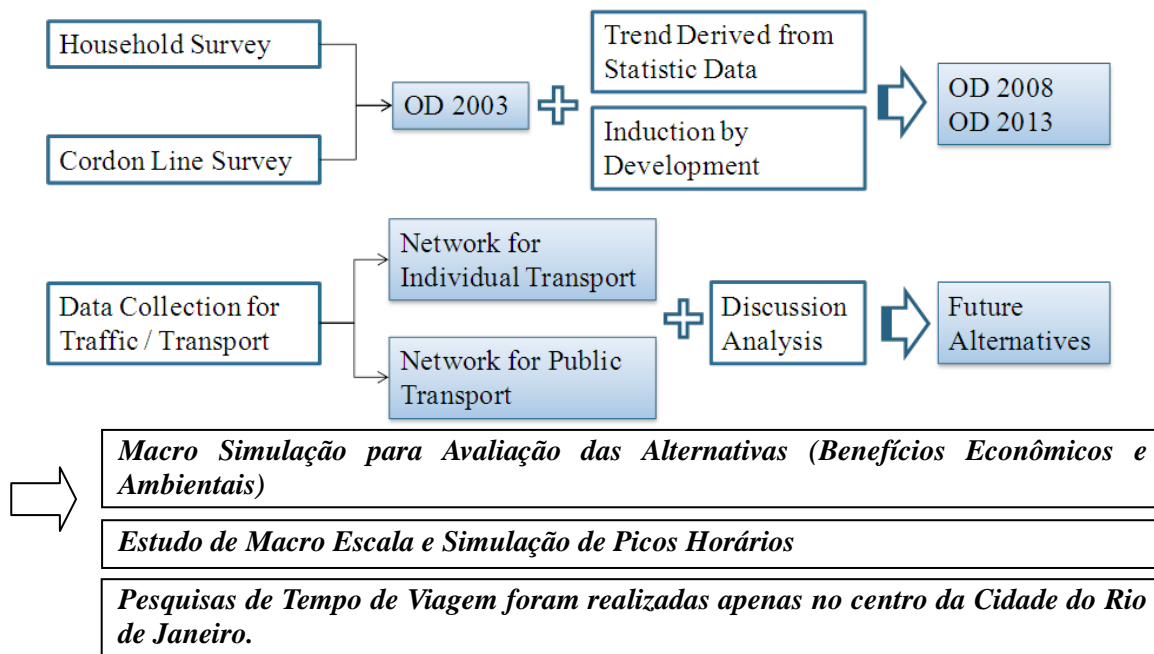 Household Survey
Cordon Line Survey
OD 2003
Trend Derived from
Statistic Data
Induction by
Development
OD 2008
OD 2013
Data Collection for
Traffic / Transport
Network for
Individual Transport
Network for Public
Transport
Discussion
Analysis
Future
Alternatives
Macro Simulação para Avaliação das Alternativas (Benefícios Econômicos e
Ambientais)
Estudo de Macro Escala e Simulação de Picos Horários
Pesquisas de Tempo de Viagem foram realizadas apenas no centro da Cidade do Rio
de Janeiro.